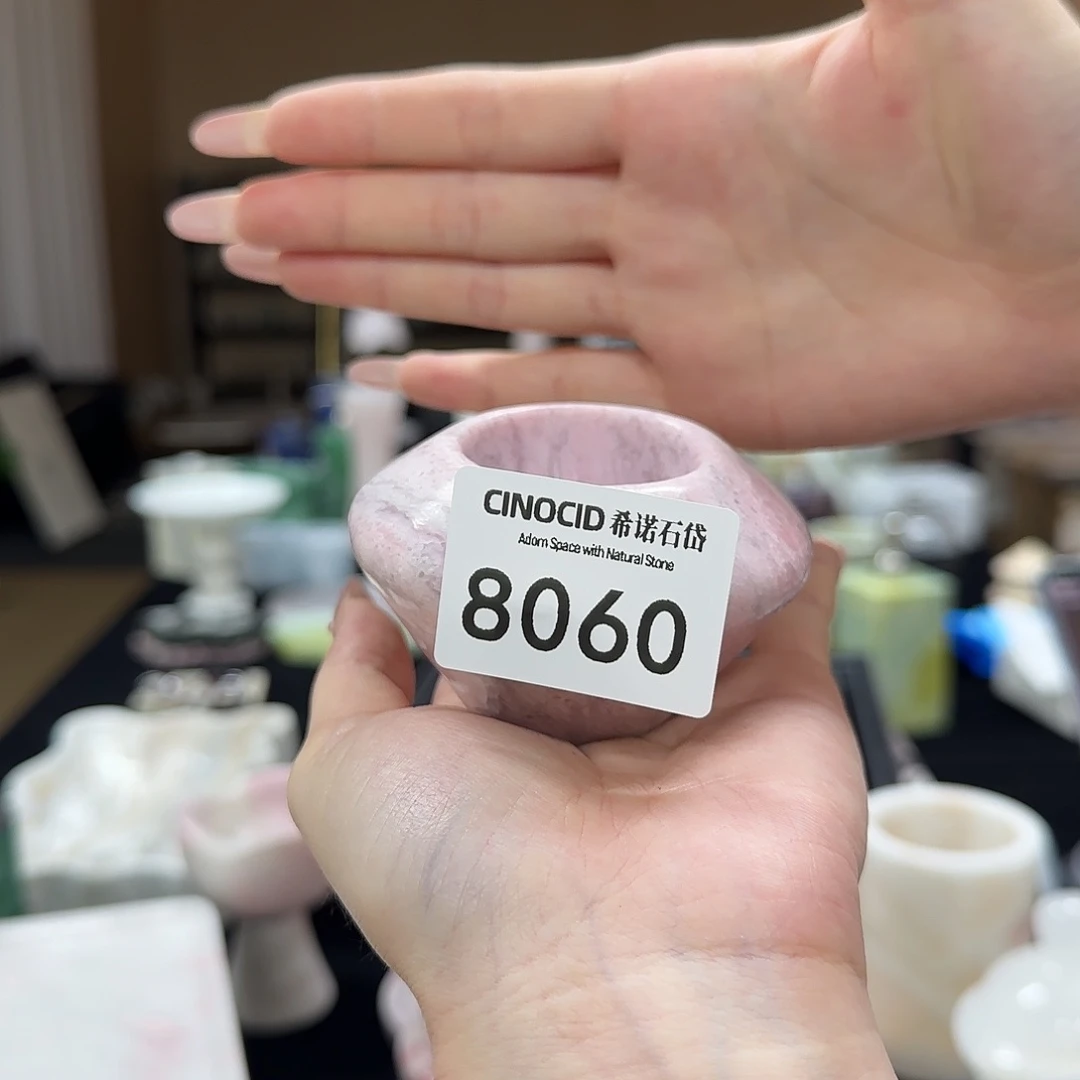 CINOCID 希诺石岱
Adorn Space with Natural Stone
8060